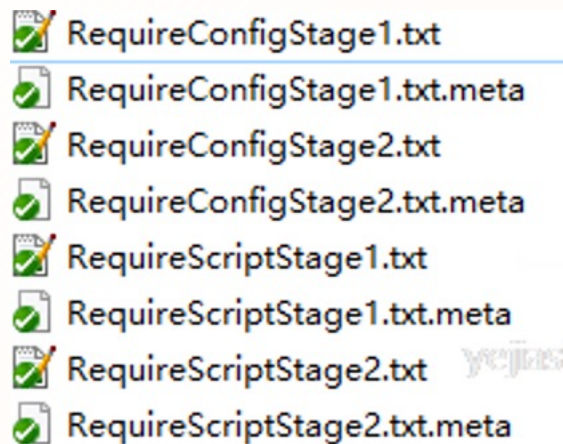 RequireConfigStage1.txt
RequireConfigStage1.txt.meta
RequireConfigStage2.txt
RequireConfigStage2.txt.meta
RequireScriptStage1.txt
RequireScriptStage1.txt.meta
RequireScriptStage2.txt
RequireScriptStage2.txt.meta